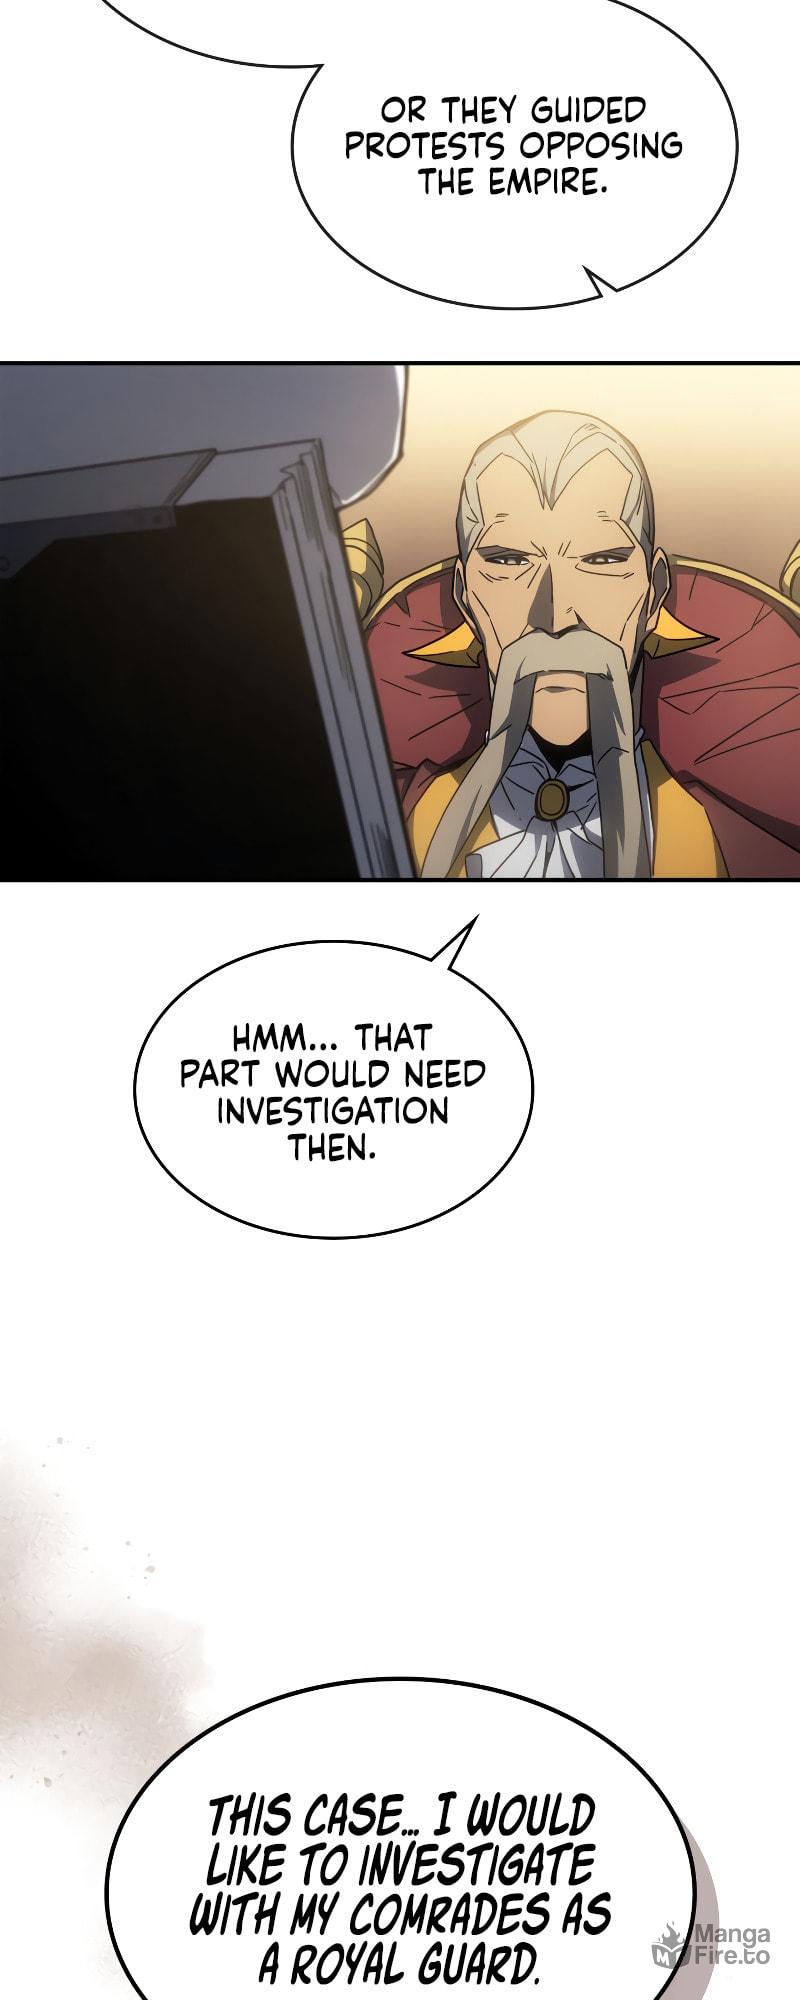 OR THEY GUIDED
PROTESTS OPPOSING
THE EMPIRE.
HMM... THAT
PART WOULD NEED
INVESTIGATION
THEN.
THIS CASE... I WOULD
LIKE TO INVESTIGATE
WITH MY COMRADES AS
A ROYAL GUARD.
Manga
Fire.to